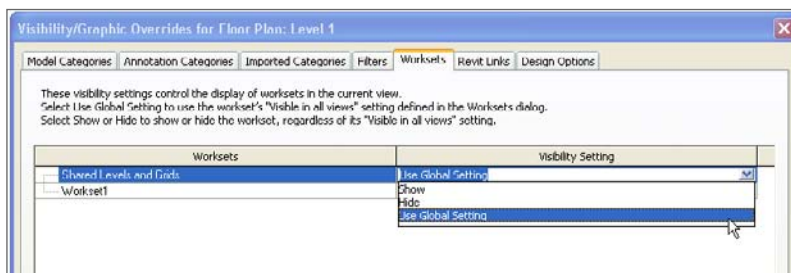 Visibility/Graphic Overrides for Floor Plan: Level 1
Model Categories Annotation Categories Imported Categories Filters Worksets Revit Links Design Options
These visibility settings control the display of worksets in the current view.
Select Use Global Setting to use the workset's "Visible in all views" setting defined in the Worksets dialog.
Select Show or Hide to show or hide the workset, regardless of its "Visible in all views" setting.
Worksets Visibility Setting
Shared Levels and Grids Use Global Setting
Workset1 Show
Hide
Use Global Setting